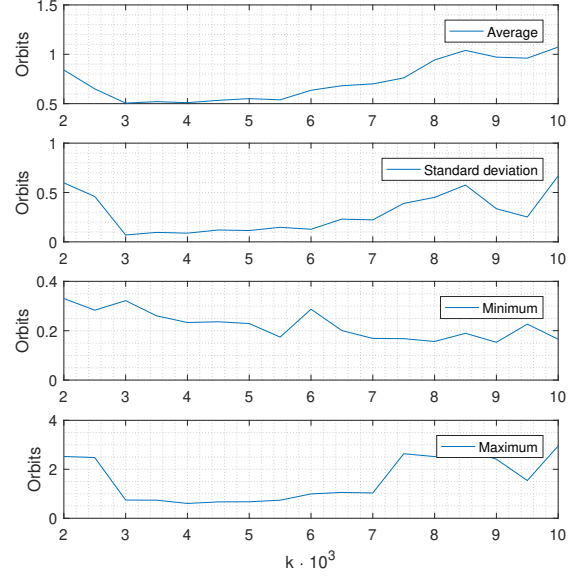 1.5
1
0.5
Orbits
Average
2 3 4 5 6 7 8 9 10
1
0.5
0
Orbits
Standard deviation
2 3 4 5 6 7 8 9 10
0.4
0.2
0
Orbits
Minimum
2 3 4 5 6 7 8 9 10
4
2
0
Orbits
Maximum
2 3 4 5 6 7 8 9 10
k · 10³